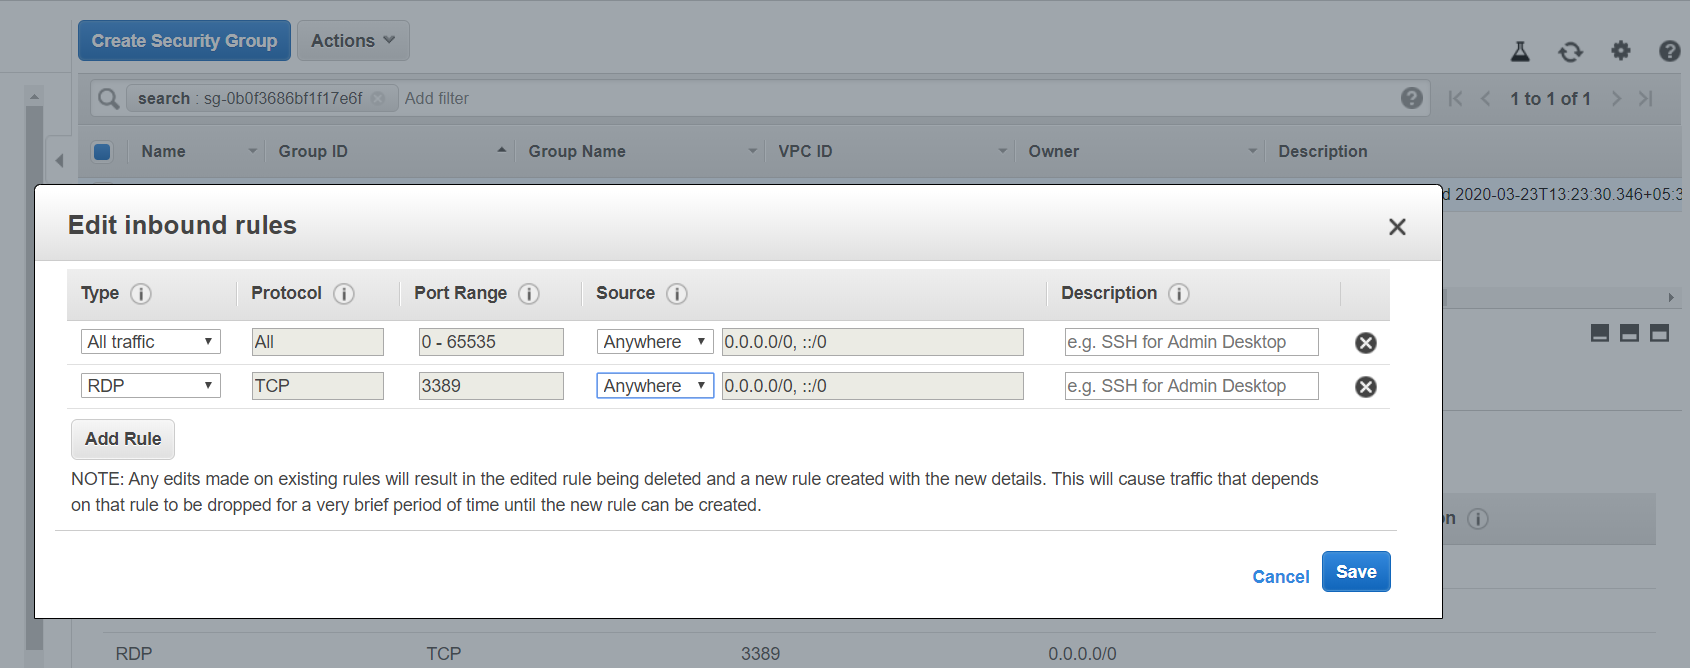 Create Security Group Actions
search : sg-0b0f3686bf1f17e6f Add filter 1 to 1 of 1
Name Group ID Group Name VPC ID Owner Description
d 2020-03-23T13:23:30.346+05:3
Edit inbound rules
Type Protocol Port Range Source Description
All traffic All 0 - 65535 Anywhere 0.0.0.0/0, ::/0 e.g. SSH for Admin Desktop
RDP TCP 3389 Anywhere 0.0.0.0/0, ::/0 e.g. SSH for Admin Desktop
Add Rule
NOTE: Any edits made on existing rules will result in the edited rule being deleted and a new rule created with the new details. This will cause traffic that depends
on that rule to be dropped for a very brief period of time until the new rule can be created.
on
Cancel Save
RDP TCP 3389 0.0.0.0/0